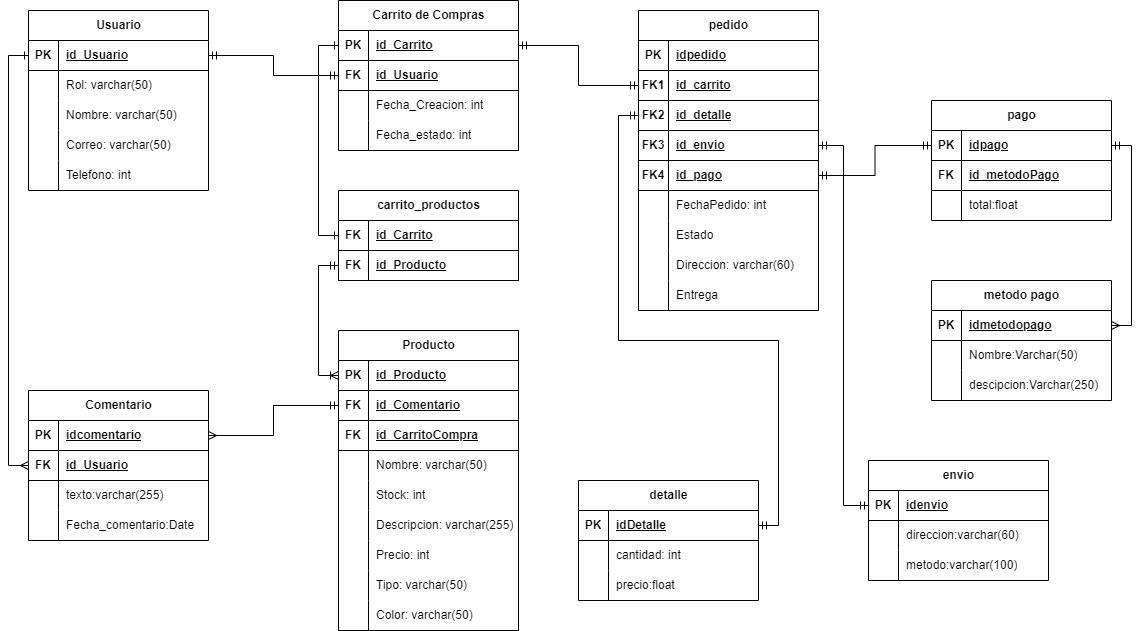 Usuario
PK id_Usuario
Rol: varchar(50)
Nombre: varchar(50)
Correo: varchar(50)
Telefono: int
Carrito de Compras
PK id_Carrito
FK id_Usuario
Fecha_Creacion: int
Fecha_estado: int
carrito_productos
FK id_Carrito
FK id_Producto
Producto
PK id_Producto
FK id_Comentario
FK id_CarritoCompra
Nombre: varchar(50)
Stock: int
Descripcion: varchar(255)
Precio: int
Tipo: varchar(50)
Color: varchar(50)
Comentario
PK idcomentario
FK id_Usuario
texto:varchar(255)
Fecha_comentario:Date
pedido
PK idpedido
FK1 id_carrito
FK2 id_detalle
FK3 id_envio
FK4 id_pago
FechaPedido: int
Estado
Direccion: varchar(60)
Entrega
pago
PK idpago
FK id_metodoPago
total:float
metodo pago
PK idmetodopago
Nombre:Varchar(50)
descipcion:Varchar(250)
detalle
PK idDetalle
cantidad: int
precio:float
envio
PK idenvio
direccion:varchar(60)
metodo:varchar(100)